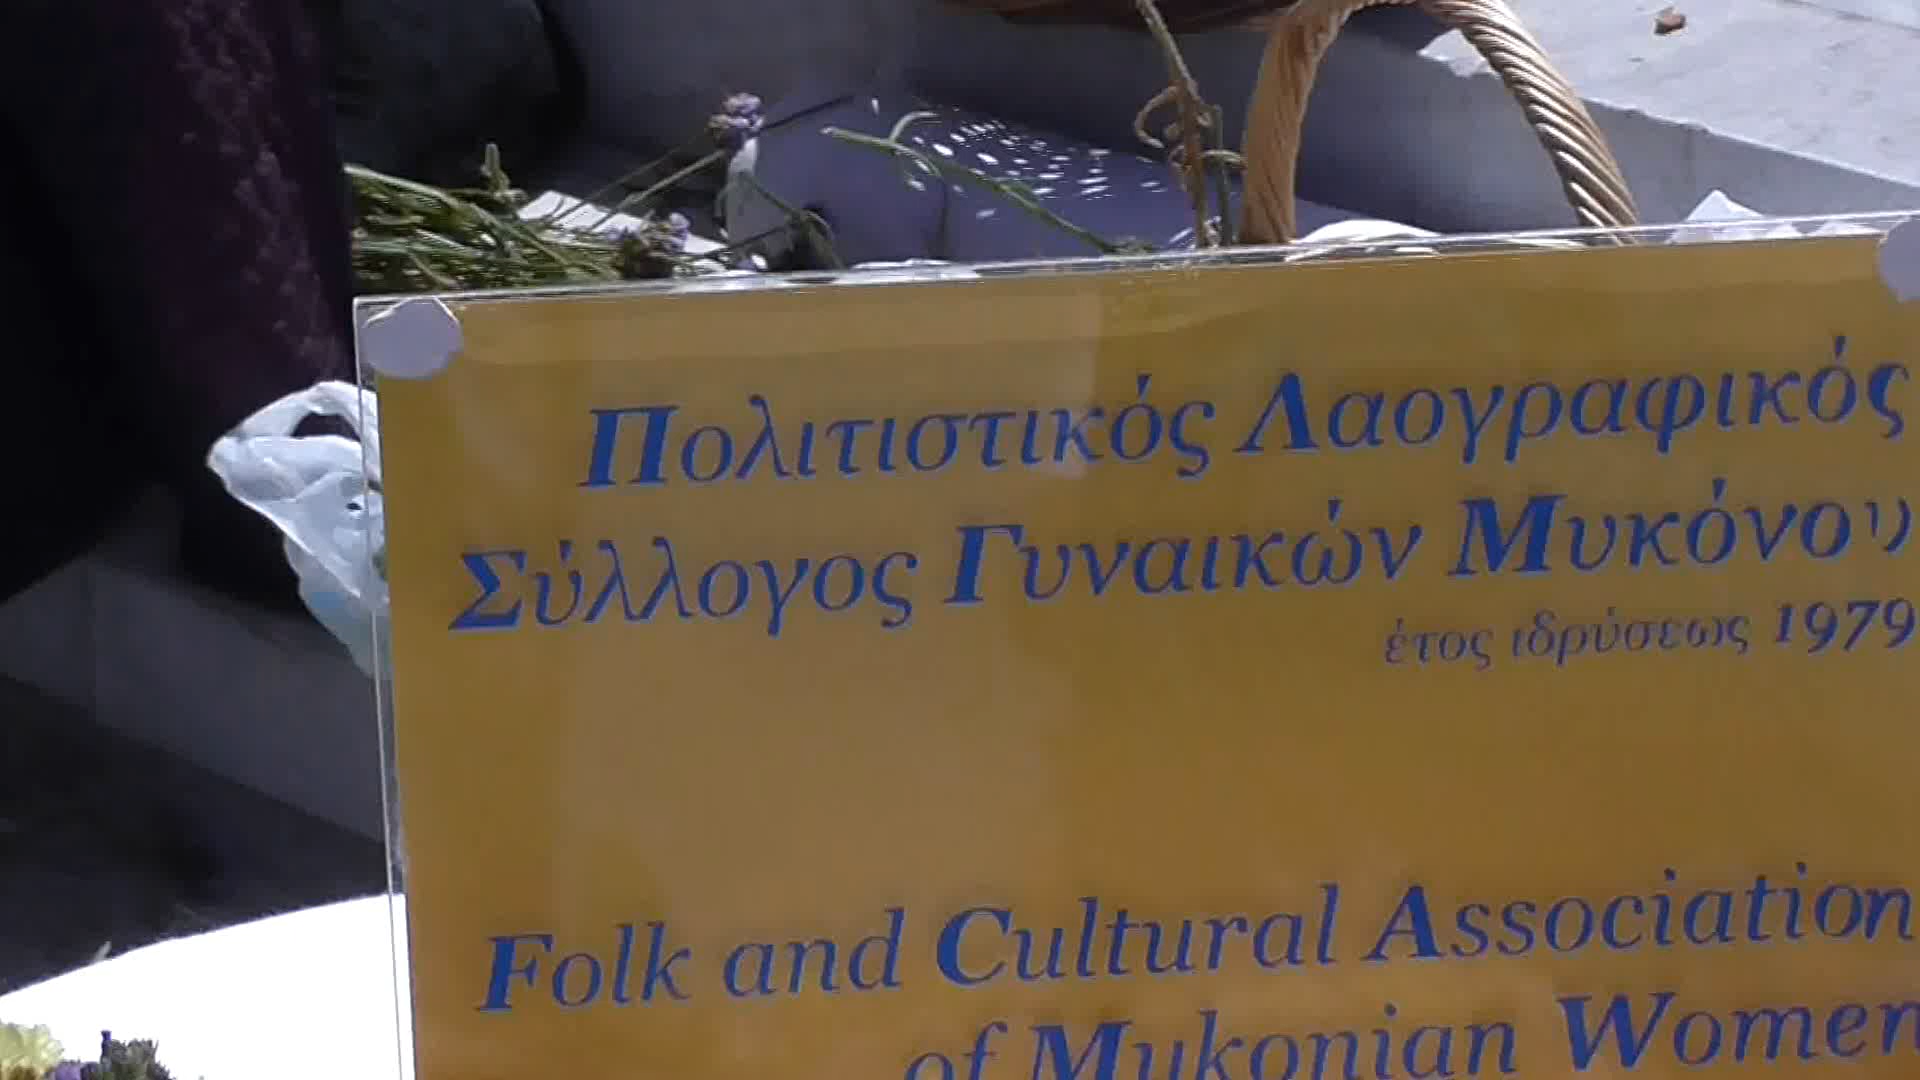 Πολιτιστικός Λαογραφικός
Σύλλογος Γυναικών Μυκόνου
έτος ιδρύσεως 1979
Folk and Cultural Association
of Mykonian Women